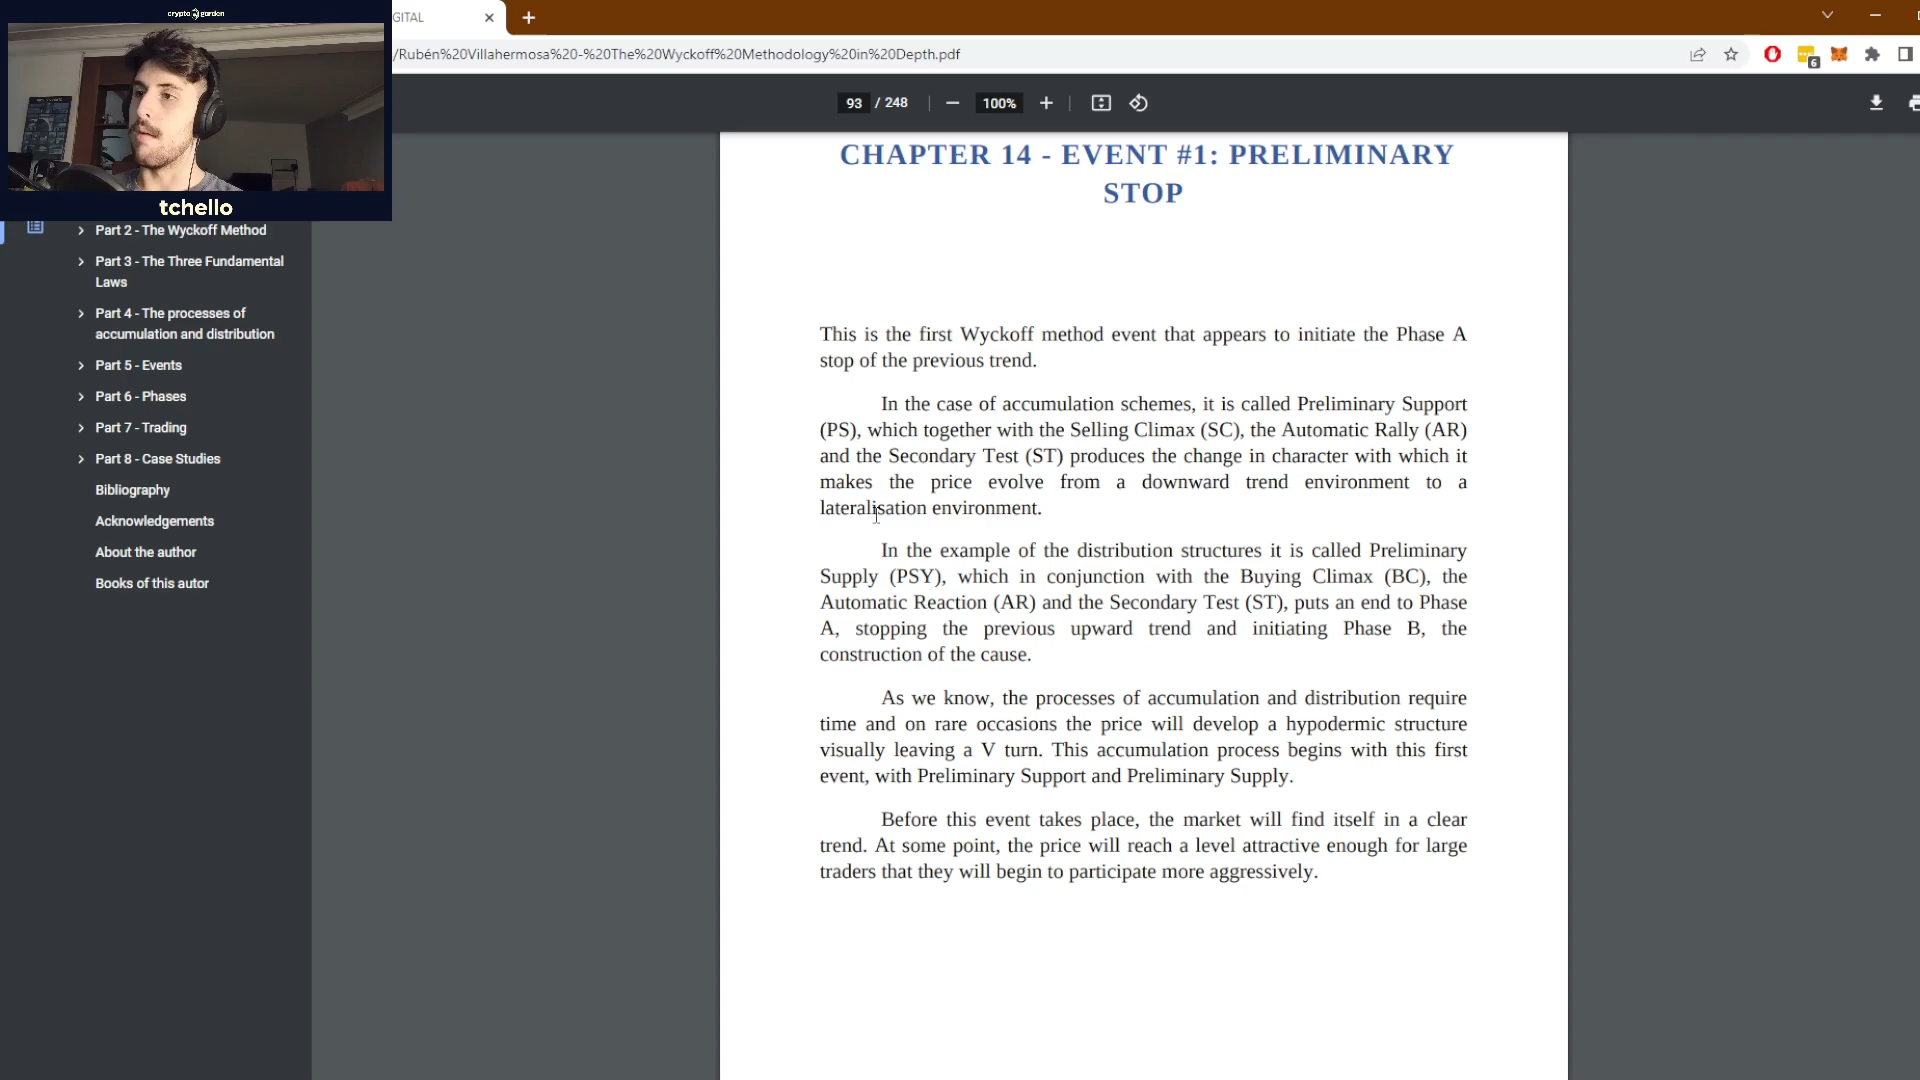 crypto garden
GITAL
/Rubén%20Villahermosa%20-%20The%20Wyckoff%20Methodology%20in%20Depth.pdf
6
93 / 248
100%
tchello
Part 2 - The Wyckoff Method
Part 3 - The Three Fundamental
Laws
Part 4 - The processes of
accumulation and distribution
Part 5 - Events
Part 6 - Phases
Part 7 - Trading
Part 8 - Case Studies
Bibliography
Acknowledgements
About the author
Books of this autor
CHAPTER 14 - EVENT #1: PRELIMINARY
STOP
This is the first Wyckoff method event that appears to initiate the Phase A
stop of the previous trend.
In the case of accumulation schemes, it is called Preliminary Support
(PS), which together with the Selling Climax (SC), the Automatic Rally (AR)
and the Secondary Test (ST) produces the change in character with which it
makes the price evolve from a downward trend environment to a
lateralisation environment.
In the example of the distribution structures it is called Preliminary
Supply (PSY), which in conjunction with the Buying Climax (BC), the
Automatic Reaction (AR) and the Secondary Test (ST), puts an end to Phase
A, stopping the previous upward trend and initiating Phase B, the
construction of the cause.
As we know, the processes of accumulation and distribution require
time and on rare occasions the price will develop a hypodermic structure
visually leaving a V turn. This accumulation process begins with this first
event, with Preliminary Support and Preliminary Supply.
Before this event takes place, the market will find itself in a clear
trend. At some point, the price will reach a level attractive enough for large
traders that they will begin to participate more aggressively.